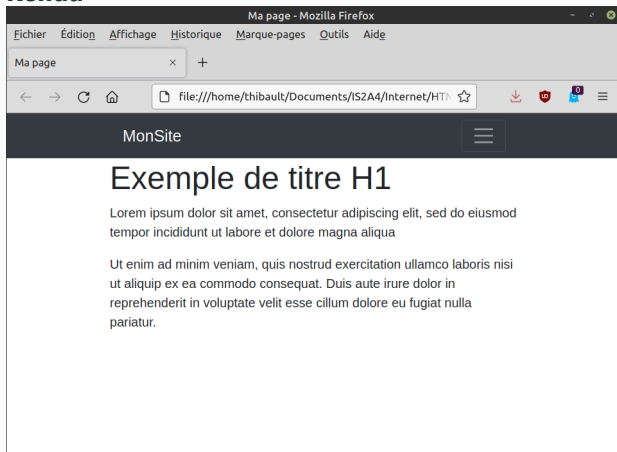 Rendu
Ma page - Mozilla Firefox
Fichier Édition Affichage Historique Marque-pages Outils Aide
Ma page × +
file:///home/thibault/Documents/IS2A4/Internet/HT
0
MonSite
Exemple de titre H1
Lorem ipsum dolor sit amet, consectetur adipiscing elit, sed do eiusmod
tempor incididunt ut labore et dolore magna aliqua
Ut enim ad minim veniam, quis nostrud exercitation ullamco laboris nisi
ut aliquip ex ea commodo consequat. Duis aute irure dolor in
reprehenderit in voluptate velit esse cillum dolore eu fugiat nulla
pariatur.